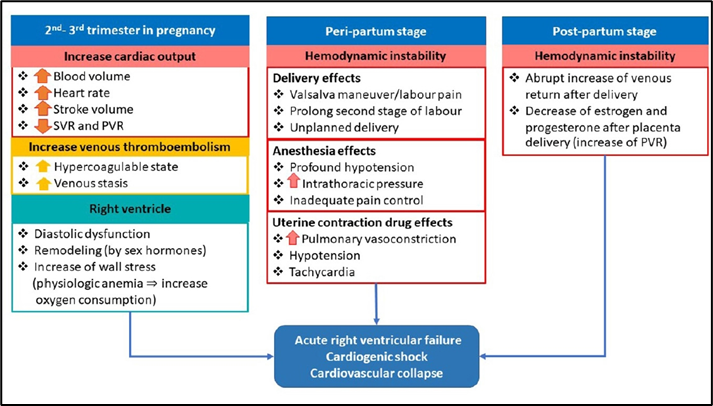 2nd- 3rd trimester in pregnancy
Increase cardiac output
❖ Blood volume
❖ Heart rate
❖ Stroke volume
❖ SVR and PVR
Increase venous thromboembolism
❖ Hypercoagulable state
❖ Venous stasis
Right ventricle
❖ Diastolic dysfunction
❖ Remodeling (by sex hormones)
❖ Increase of wall stress
(physologic anemia ⇒ increase
oxygen consumption)
Peri-partum stage
Hemodynamic instability
Delivery effects
❖ Valsalva maneuver/labour pain
❖ Prolong second stage of labour
❖ Unplanned delivery
Anesthesia effects
❖ Profound hypotension
❖ Intrathoracic pressure
❖ Inadequate pain control
Uterine contraction drug effects
❖ Pulmonary vasoconstriction
❖ Hypotension
❖ Tachycardia
Post-partum stage
Hemodynamic instability
❖ Abrupt increase of venous
return after delivery
❖ Decrease of estrogen and
progesterone after placenta
delivery (increase of PVR)
Acute right ventricular failure
Cardiogenic shock
Cardiovascular collapse